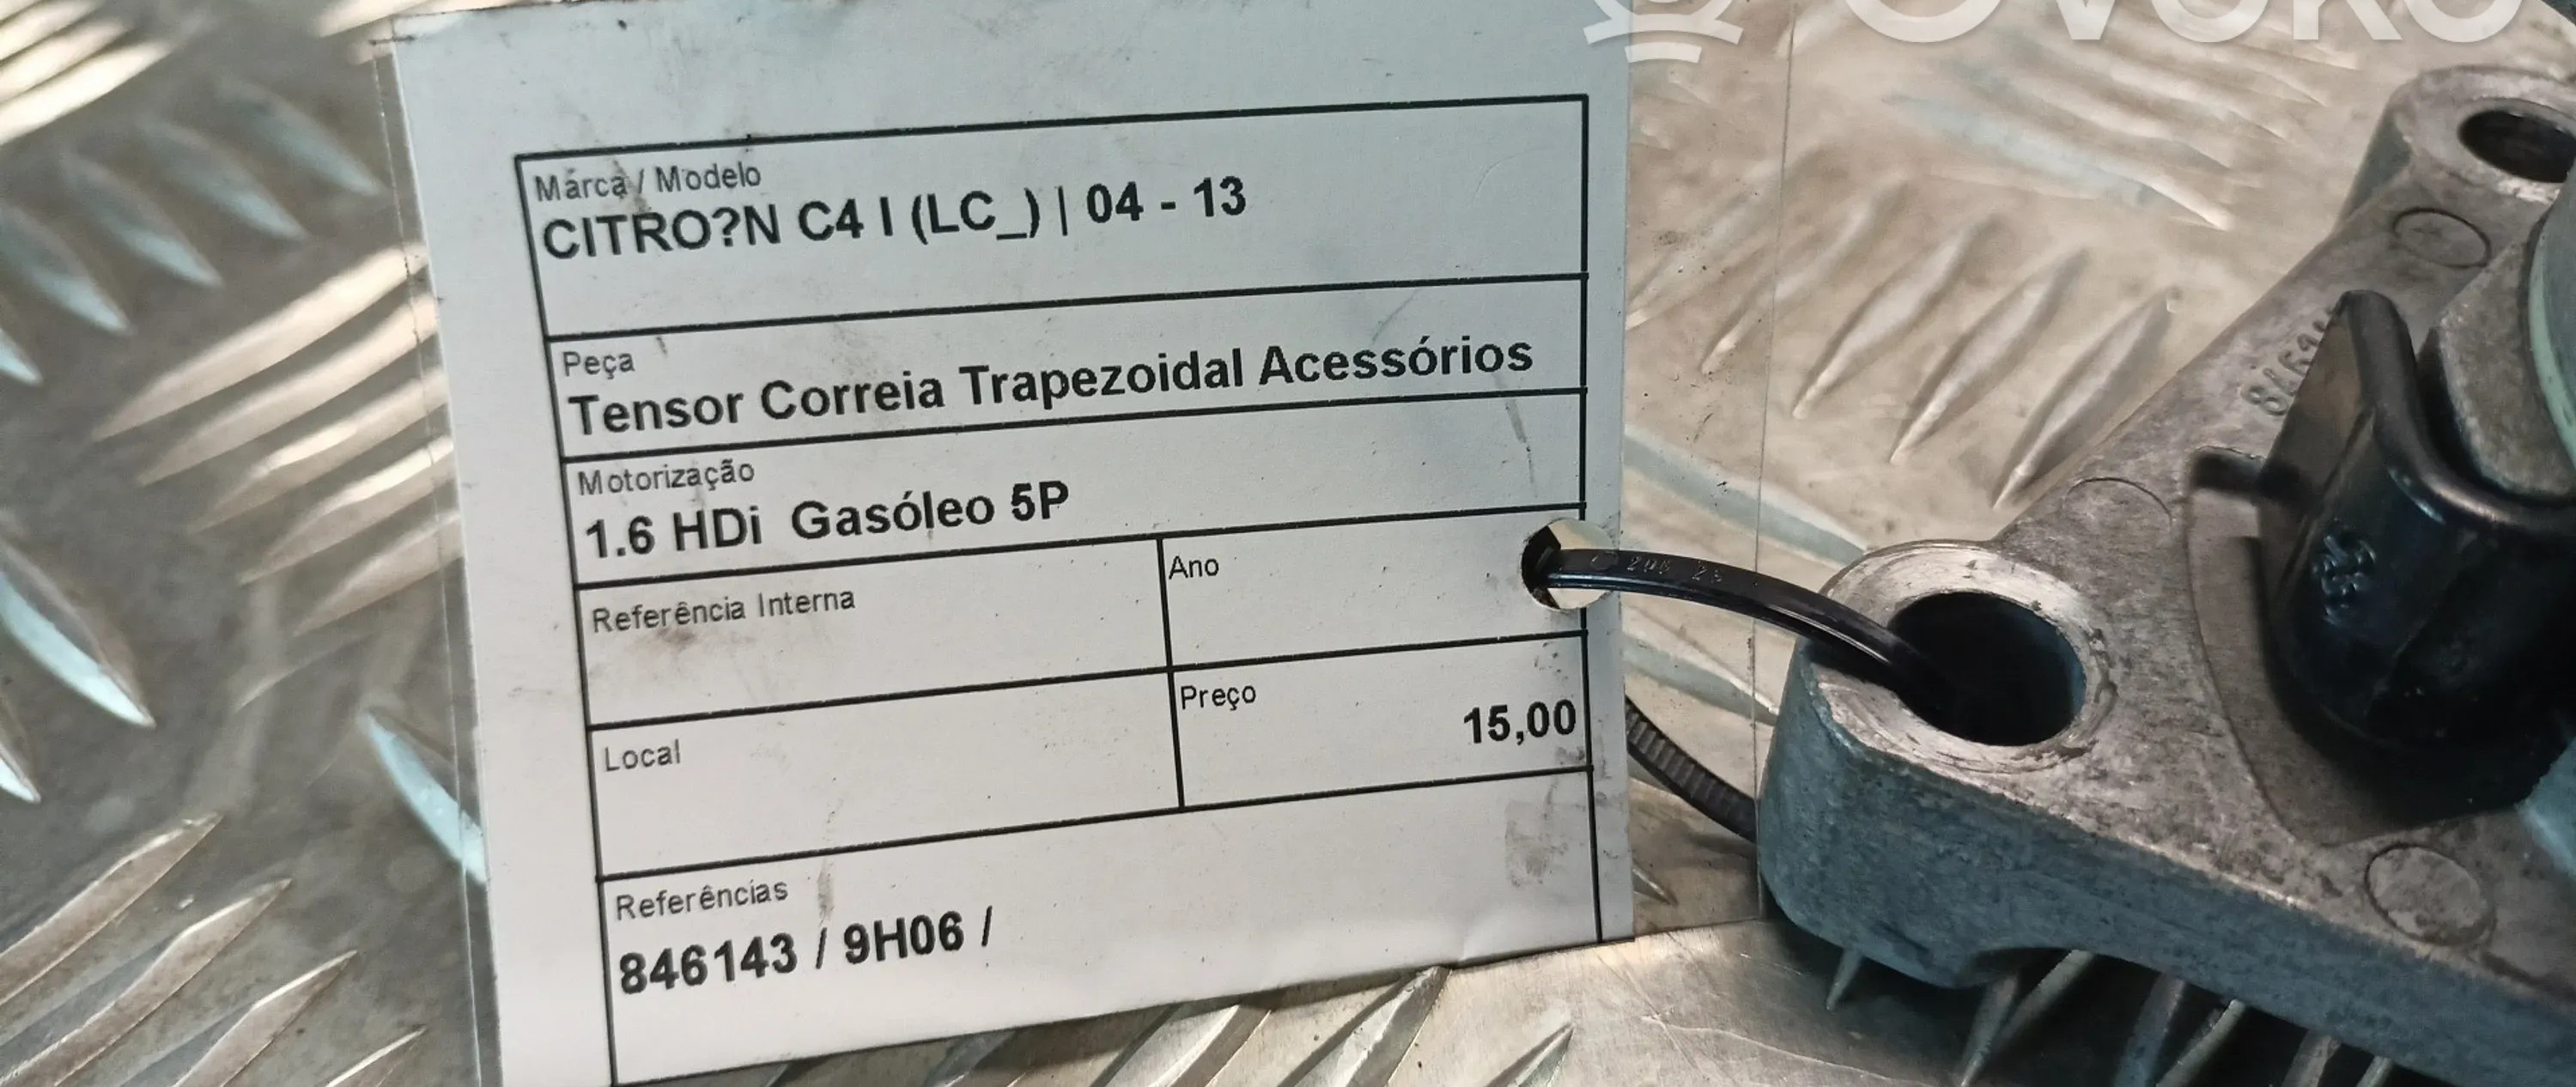 OVOKO
Marca / Modelo
CITRO?N C4 I (LC_) | 04 - 13
Peça
Tensor Correia Trapezoidal Acessórios
Motorização
1.6 HDi  Gasóleo 5P
Referência Interna
Ano
Local
Preço
15,00
Referências
846143 / 9H06 /